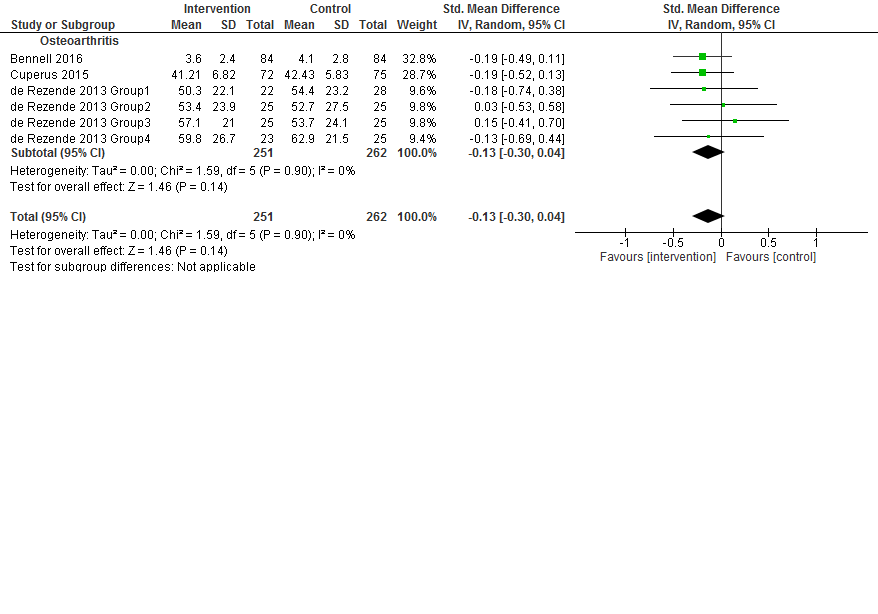 Intervention Control Std. Mean Difference Std. Mean Difference
Study or Subgroup Mean SD Total Mean SD Total Weight IV, Random, 95% CI IV, Random, 95% CI
Osteoarthritis
Bennell 2016 3.6 2.4 84 4.1 2.8 84 32.8% -0.19 [-0.49, 0.11]
Cuperus 2015 41.21 6.82 72 42.43 5.83 75 28.7% -0.19 [-0.52, 0.13]
de Rezende 2013 Group1 50.3 22.1 22 54.4 23.2 28 9.6% -0.18 [-0.74, 0.38]
de Rezende 2013 Group2 53.4 23.9 25 52.7 27.5 25 9.8% 0.03 [-0.53, 0.58]
de Rezende 2013 Group3 57.1 21 25 53.7 24.1 25 9.8% 0.15 [-0.41, 0.70]
de Rezende 2013 Group4 59.8 26.7 23 62.9 21.5 25 9.4% -0.13 [-0.69, 0.44]
Subtotal (95% CI) 251 262 100.0% -0.13 [-0.30, 0.04]
Heterogeneity: Tau² = 0.00; Chi² = 1.59, df = 5 (P = 0.90); I² = 0%
Test for overall effect: Z = 1.46 (P = 0.14)
Total (95% CI) 251 262 100.0% -0.13 [-0.30, 0.04]
Heterogeneity: Tau² = 0.00; Chi² = 1.59, df = 5 (P = 0.90); I² = 0%
Test for overall effect: Z = 1.46 (P = 0.14)
Test for subgroup differences: Not applicable
-1 -0.5 0 0.5 1
Favours [intervention] Favours [control]